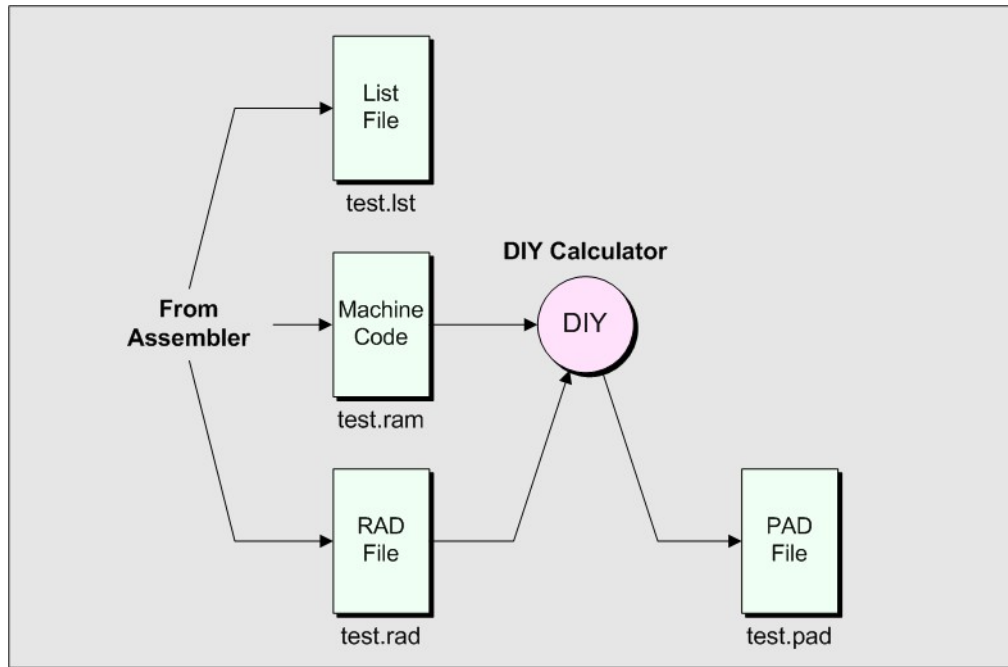 List
File
test.lst
DIY Calculator
From
Assembler
Machine
Code
DIY
test.ram
RAD
File
test.rad
PAD
File
test.pad